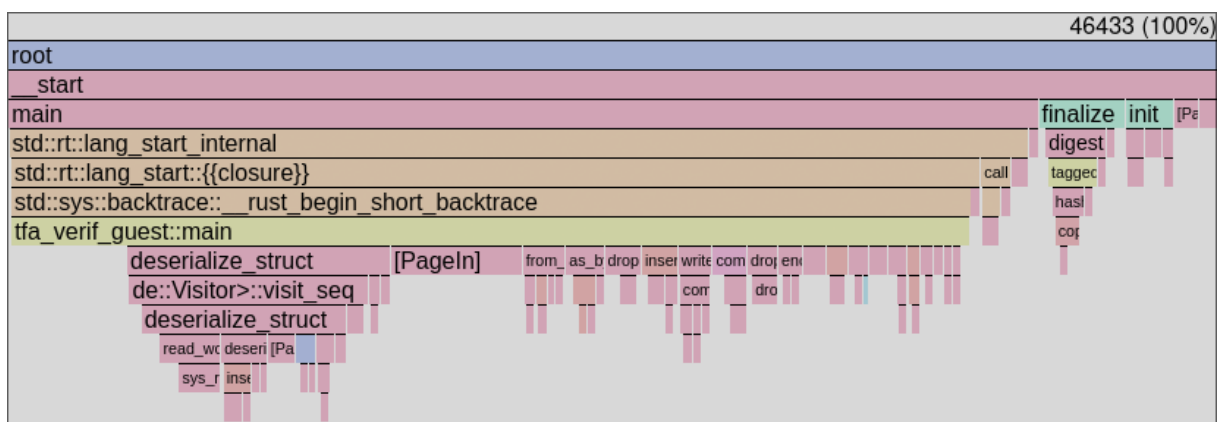 46433 (100%)
root
__start
main finalize init [Pa
std::rt::lang_start_internal digest
std::rt::lang_start::{{closure}} call tagged
std::sys::backtrace::__rust_begin_short_backtrace hash
tfa_verif_guest::main cop
deserialize_struct [PageIn] from_ as_b drop inser write com drop enc
de::Visitor>::visit_seq com dro
deserialize_struct
read_wo deseri [Pa
sys_r inse